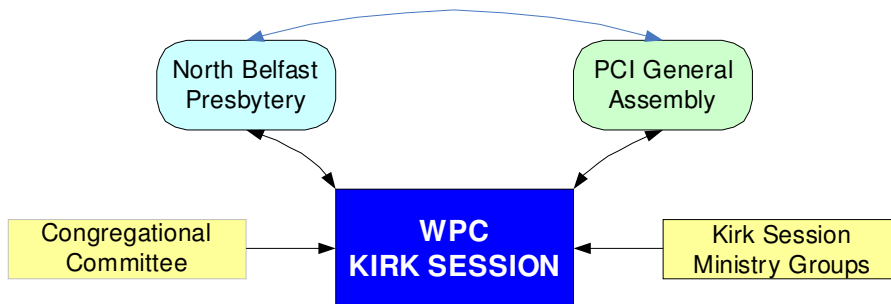 North Belfast
Presbytery
PCI General
Assembly
Congregational
Committee
WPC
KIRK SESSION
Kirk Session
Ministry Groups